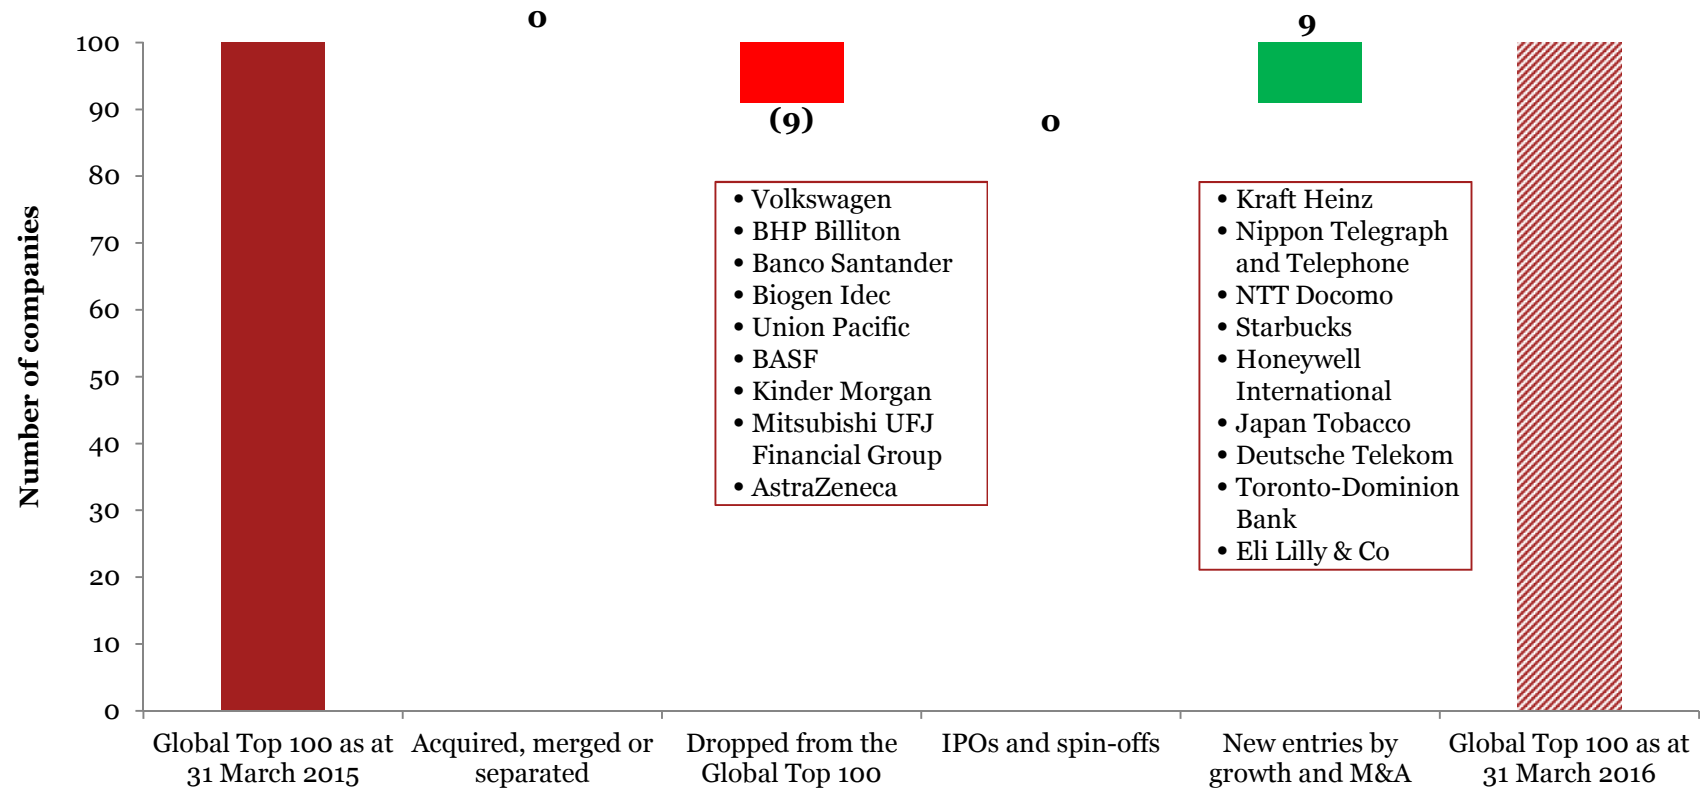 Number of companies
100
90
80
70
60
50
40
30
20
10
0
0
(9)
0
9
• Volkswagen
• BHP Billiton
• Banco Santander
• Biogen Idec
• Union Pacific
• BASF
• Kinder Morgan
• Mitsubishi UFJ
Financial Group
• AstraZeneca
• Kraft Heinz
• Nippon Telegraph
and Telephone
• NTT Docomo
• Starbucks
• Honeywell
International
• Japan Tobacco
• Deutsche Telekom
• Toronto-Dominion
Bank
• Eli Lilly & Co
Global Top 100 as at
31 March 2015
Acquired, merged or
separated
Dropped from the
Global Top 100
IPOs and spin-offs
New entries by
growth and M&A
Global Top 100 as at
31 March 2016